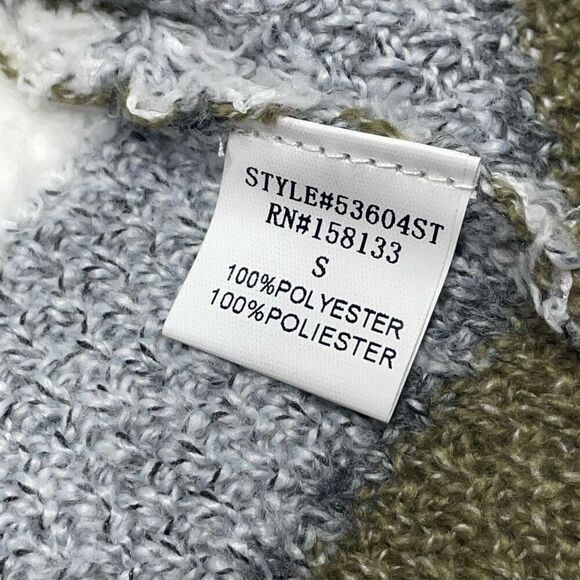 STYLE#53604ST
RN#158133
S
100%POLYESTER
100%POLIESTER